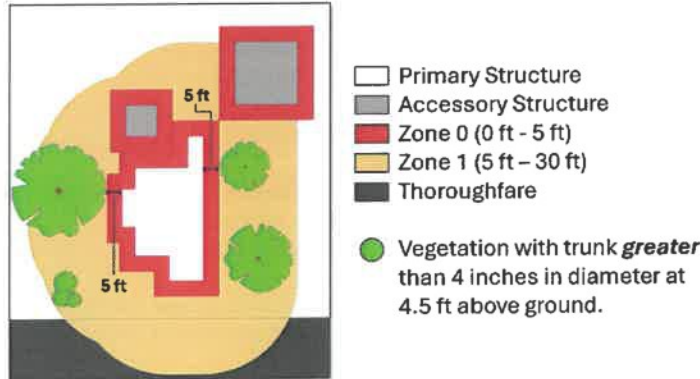 5 ft
5 ft
Primary Structure
Accessory Structure
Zone 0 (0 ft - 5 ft)
Zone 1 (5 ft – 30 ft)
Thoroughfare
Vegetation with trunk greater
than 4 inches in diameter at
4.5 ft above ground.